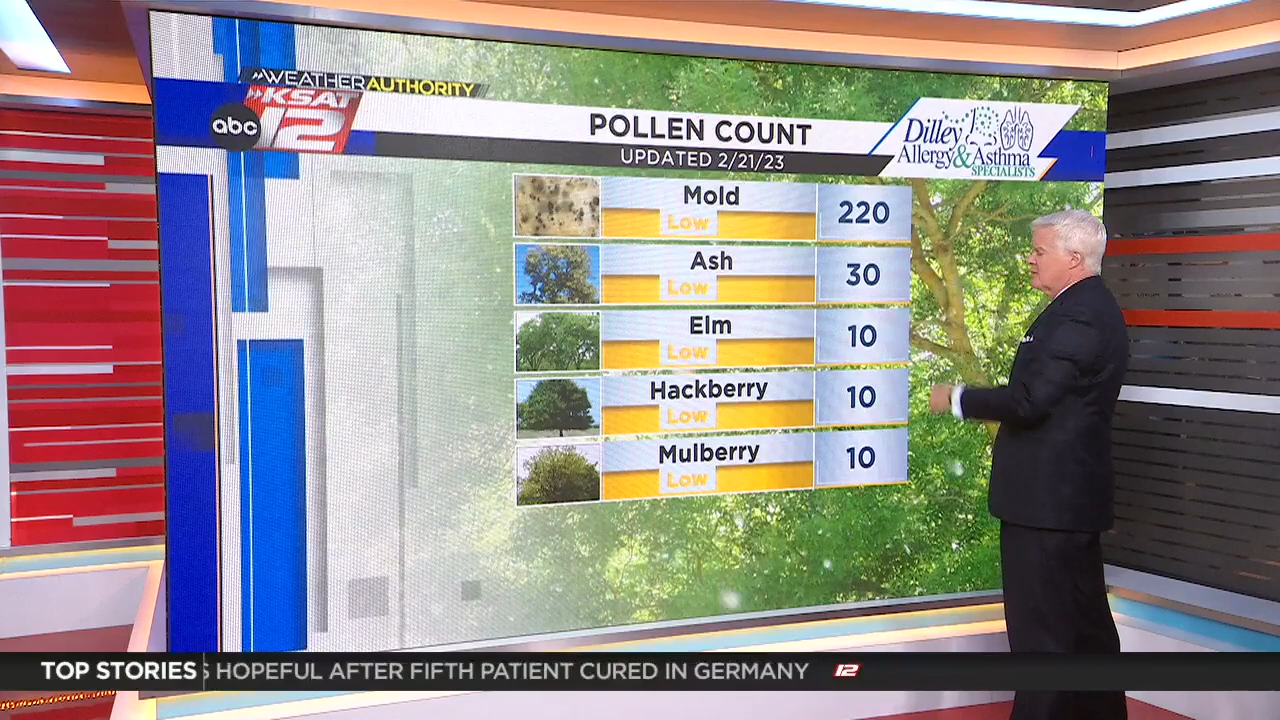 »WEATHERAUTHORITY
»KSAT
abc 12
POLLEN COUNT
UPDATED 2/21/23
Dilley
Allergy&Asthma
SPECIALISTS
Mold 220
Low
Ash 30
Low
Elm 10
Low
Hackberry 10
Low
Mulberry 10
Low
TOP STORIES S HOPEFUL AFTER FIFTH PATIENT CURED IN GERMANY 12